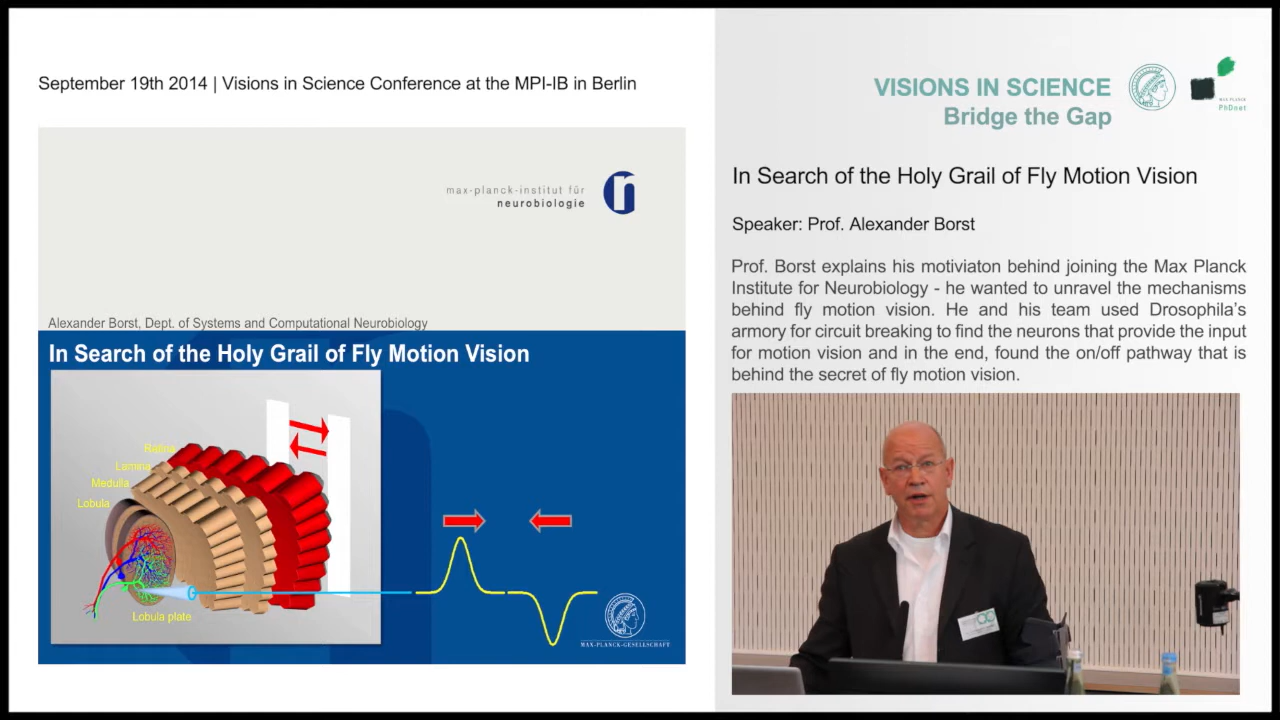 September 19th 2014 | Visions in Science Conference at the MPI-IB in Berlin
max-planck-institut für
neurobiologie
Alexander Borst, Dept. of Systems and Computational Neurobiology
In Search of the Holy Grail of Fly Motion Vision
Retina
Lamina
Medulla
Lobula
Lobula plate
MAX-PLANCK-GESELLSCHAFT
VISIONS IN SCIENCE
Bridge the Gap
MAX PLANCK
PhDnet
In Search of the Holy Grail of Fly Motion Vision
Speaker: Prof. Alexander Borst
Prof. Borst explains his motiviaton behind joining the Max Planck
Institute for Neurobiology - he wanted to unravel the mechanisms
behind fly motion vision. He and his team used Drosophila's
armory for circuit breaking to find the neurons that provide the input
for motion vision and in the end, found the on/off pathway that is
behind the secret of fly motion vision.